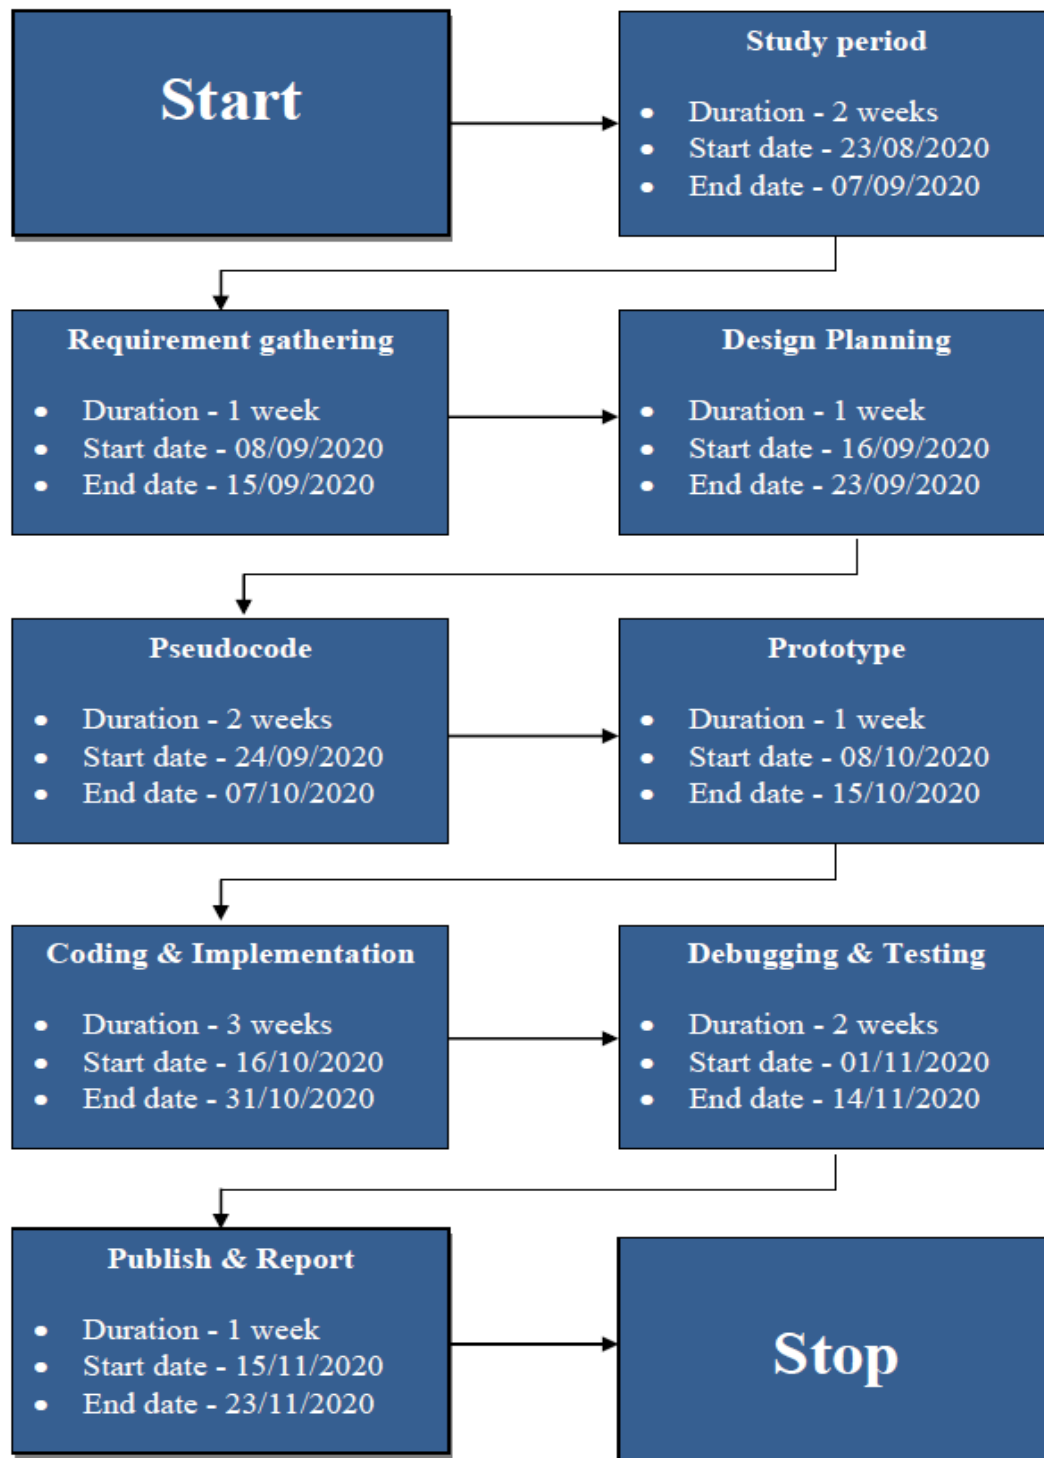 Start
Study period
• Duration - 2 weeks
• Start date - 23/08/2020
• End date - 07/09/2020
Requirement gathering
• Duration - 1 week
• Start date - 08/09/2020
• End date - 15/09/2020
Design Planning
• Duration - 1 week
• Start date - 16/09/2020
• End date - 23/09/2020
Pseudocode
• Duration - 2 weeks
• Start date - 24/09/2020
• End date - 07/10/2020
Prototype
• Duration - 1 week
• Start date - 08/10/2020
• End date - 15/10/2020
Coding & Implementation
• Duration - 3 weeks
• Start date - 16/10/2020
• End date - 31/10/2020
Debugging & Testing
• Duration - 2 weeks
• Start date - 01/11/2020
• End date - 14/11/2020
Publish & Report
• Duration - 1 week
• Start date - 15/11/2020
• End date - 23/11/2020
Stop